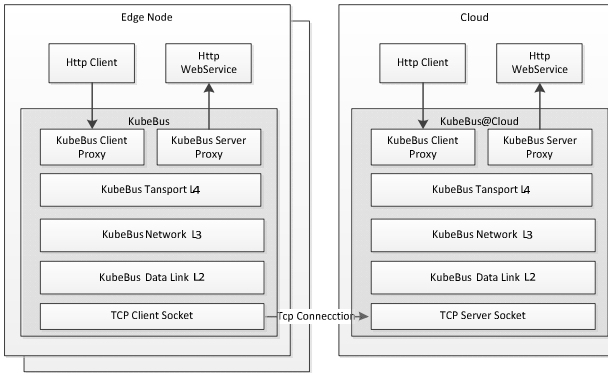 Edge Node
Http Client
Http
WebService
KubeBus
KubeBus Client
Proxy
KubeBus Server
Proxy
KubeBus Tansport L4
KubeBus Network L3
KubeBus Data Link L2
TCP Client Socket
Tcp Connecction
Cloud
Http Client
Http
WebService
KubeBus@Cloud
KubeBus Client
Proxy
KubeBus Server
Proxy
KubeBus Tansport L4
KubeBus Network L3
KubeBus Data Link L2
TCP Server Socket